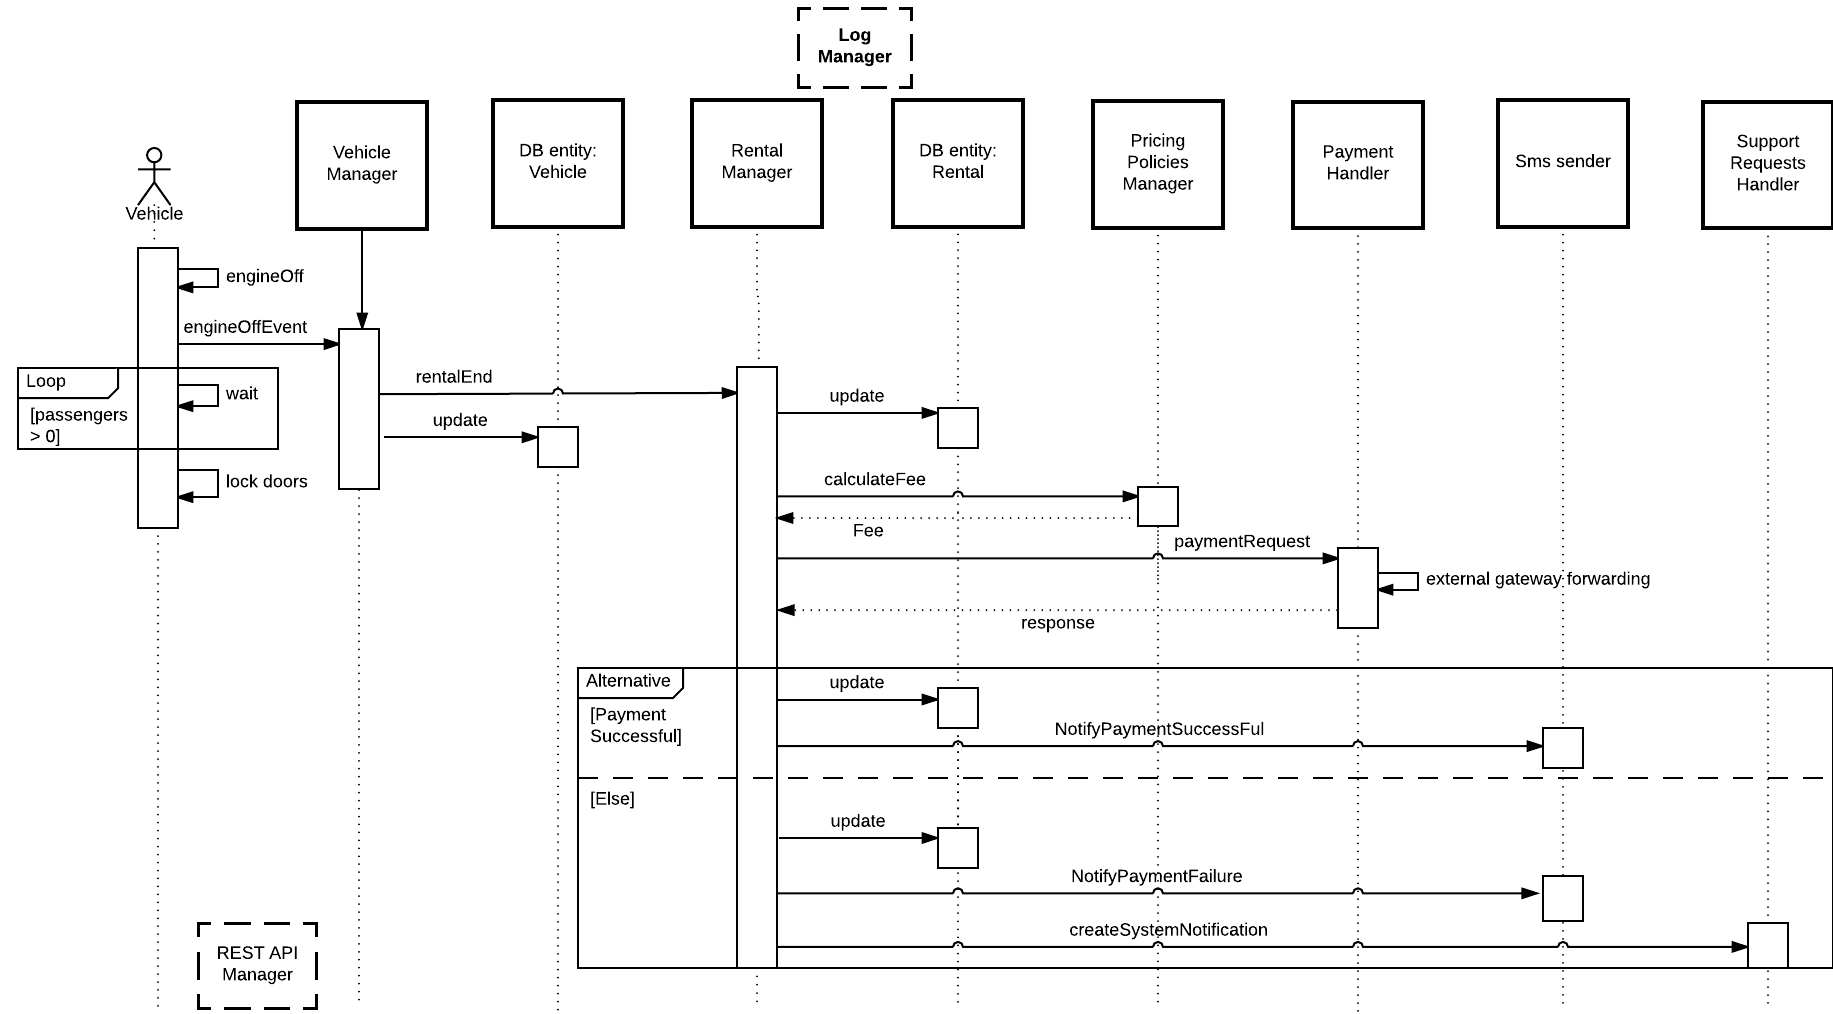 Log
Manager
Vehicle
Vehicle
Manager
DB entity:
Vehicle
Rental
Manager
DB entity:
Rental
Pricing
Policies
Manager
Payment
Handler
Sms sender
Support
Requests
Handler
engineOff
engineOffEvent
Loop
[passengers
> 0]
wait
lock doors
rentalEnd
update
update
calculateFee
Fee
paymentRequest
external gateway forwarding
response
Alternative
[Payment
Successful]
update
NotifyPaymentSuccessFul
[Else]
update
NotifyPaymentFailure
createSystemNotification
REST API
Manager